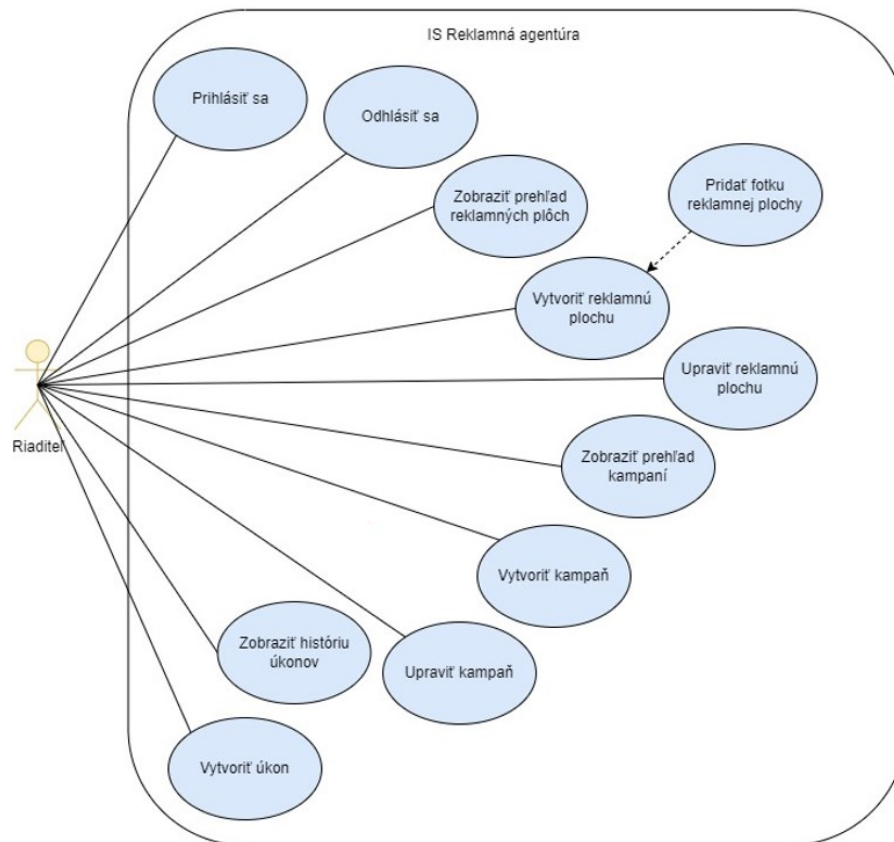 IS Reklamná agentúra
Prihlásiť sa
Odhlásiť sa
Zobraziť prehľad
reklamných plôch
Pridať fotku
reklamnej plochy
Vytvoriť reklamnú
plochu
Upraviť reklamnú
plochu
Riaditeľ
Zobraziť prehľad
kampaní
Vytvoriť kampaň
Zobraziť históriu
úkonov
Upraviť kampaň
Vytvoriť úkon